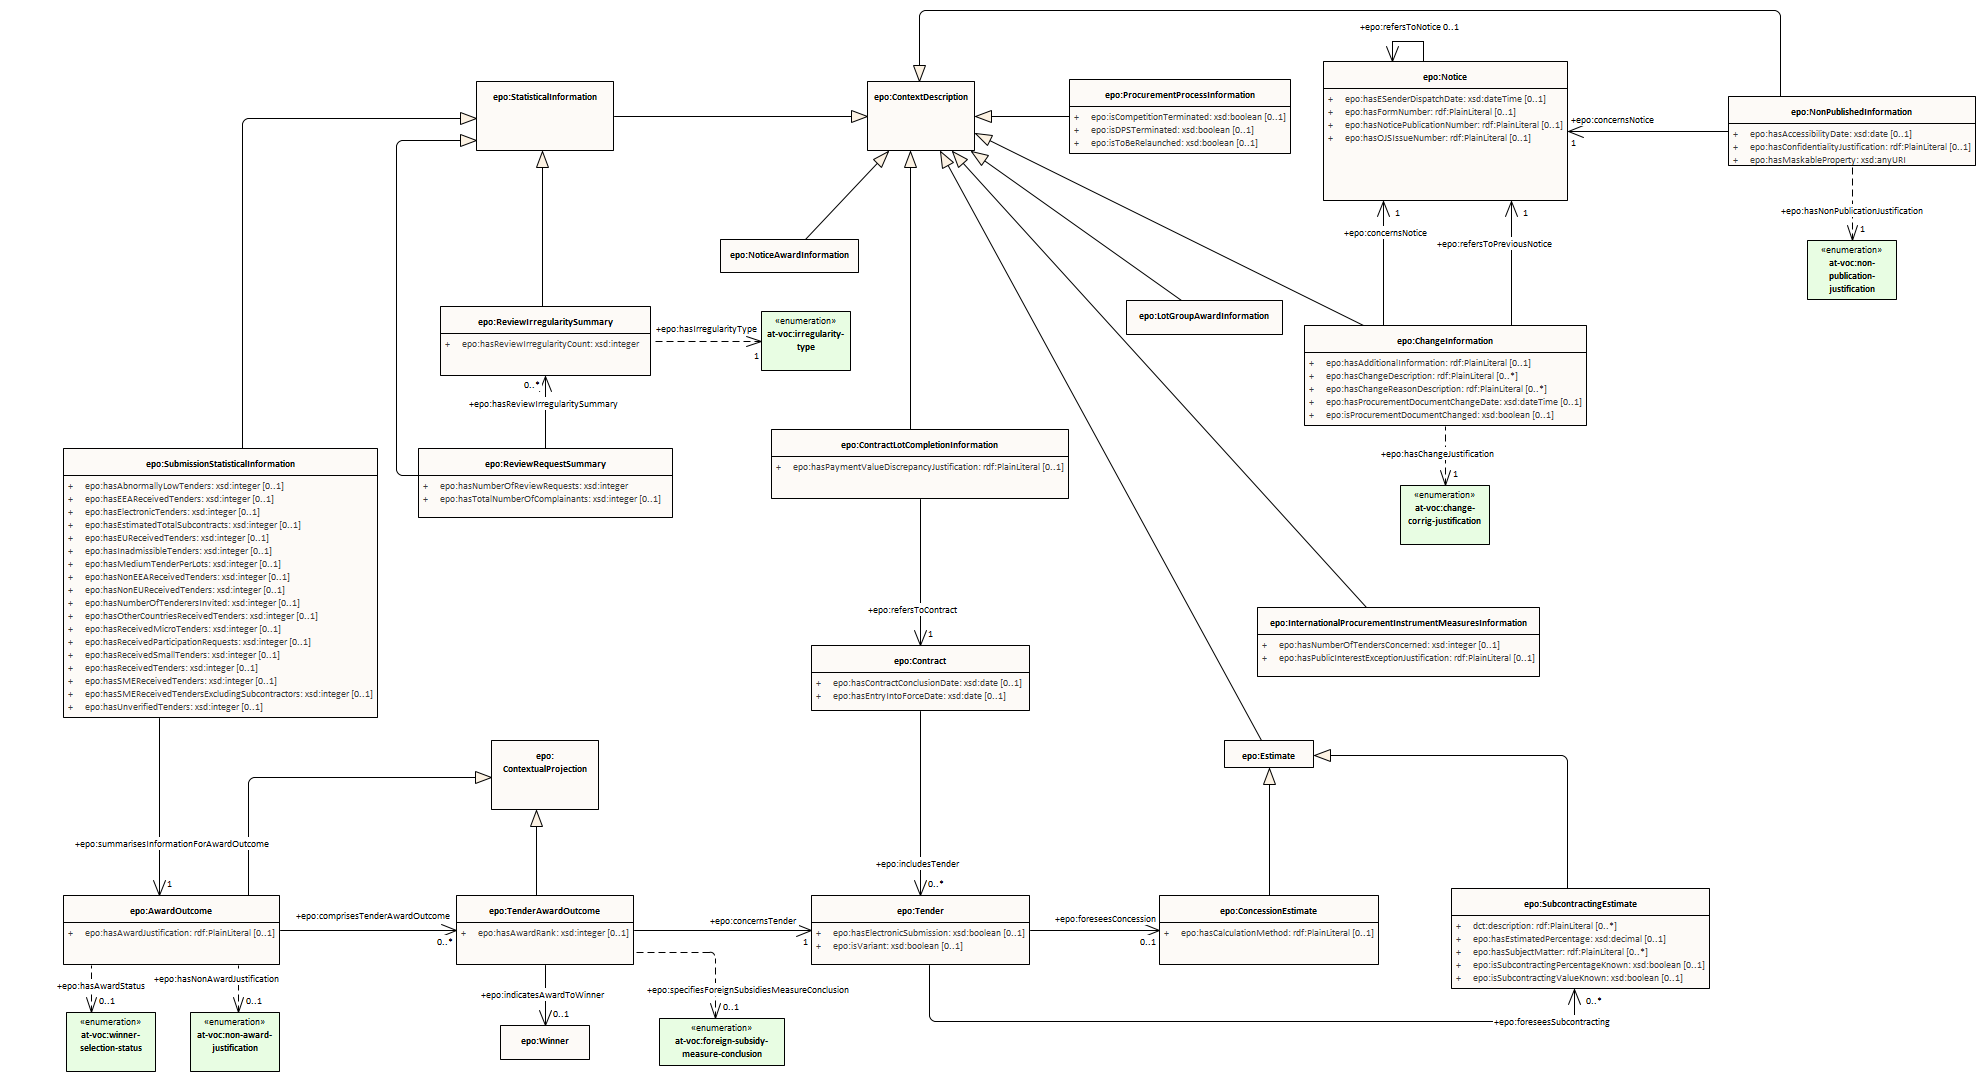 +epo:refersToNotice 0..1
epo:StatisticalInformation
epo:ContextDescription
epo:ProcurementProcessInformation
+ epo:isCompetitionTerminated: xsd:boolean [0..1]
+ epo:isDPSTerminated: xsd:boolean [0..1]
+ epo:isToBeRelaunched: xsd:boolean [0..1]
epo:Notice
+ epo:hasESenderDispatchDate: xsd:dateTime [0..1]
+ epo:hasFormNumber: rdf:PlainLiteral [0..1]
+ epo:hasNoticePublicationNumber: rdf:PlainLiteral [0..1]
+ epo:hasOJSIssueNumber: rdf:PlainLiteral [0..1]
+epo:concernsNotice
1
epo:NonPublishedInformation
+ epo:hasAccessibilityDate: xsd:date [0..1]
+ epo:hasConfidentialityJustification: rdf:PlainLiteral [0..1]
+ epo:hasMaskableProperty: xsd:anyURI
+epo:hasNonPublicationJustification
1
«enumeration»
at-voc:non-
publication-
justification
1
+epo:concernsNotice
1
+epo:refersToPreviousNotice
epo:NoticeAwardInformation
epo:LotGroupAwardInformation
epo:ReviewIrregularitySummary
+ epo:hasReviewIrregularityCount: xsd:integer
+epo:hasIrregularityType
1
«enumeration»
at-voc:irregularity-
type
0..*
+epo:hasReviewIrregularitySummary
epo:ChangeInformation
+ epo:hasAdditionalInformation: rdf:PlainLiteral [0..1]
+ epo:hasChangeDescription: rdf:PlainLiteral [0..*]
+ epo:hasChangeReasonDescription: rdf:PlainLiteral [0..*]
+ epo:hasProcurementDocumentChangeDate: xsd:dateTime [0..1]
+ epo:isProcurementDocumentChanged: xsd:boolean [0..1]
+epo:hasChangeJustification
1
«enumeration»
at-voc:change-
corrig-justification
epo:ContractLotCompletionInformation
+ epo:hasPaymentValueDiscrepancyJustification: rdf:PlainLiteral [0..1]
epo:ReviewRequestSummary
+ epo:hasNumberOfReviewRequests: xsd:integer
+ epo:hasTotalNumberOfComplainants: xsd:integer [0..1]
epo:SubmissionStatisticalInformation
+ epo:hasAbnormallyLowTenders: xsd:integer [0..1]
+ epo:hasEEAReceivedTenders: xsd:integer [0..1]
+ epo:hasElectronicTenders: xsd:integer [0..1]
+ epo:hasEstimatedTotalSubcontracts: xsd:integer [0..1]
+ epo:hasEUReceivedTenders: xsd:integer [0..1]
+ epo:hasInadmissibleTenders: xsd:integer [0..1]
+ epo:hasMediumTenderPerLots: xsd:integer [0..1]
+ epo:hasNonEEAReceivedTenders: xsd:integer [0..1]
+ epo:hasNonEUReceivedTenders: xsd:integer [0..1]
+ epo:hasNumberOfTenderersInvited: xsd:integer [0..1]
+ epo:hasOtherCountriesReceivedTenders: xsd:integer [0..1]
+ epo:hasReceivedMicroTenders: xsd:integer [0..1]
+ epo:hasReceivedParticipationRequests: xsd:integer [0..1]
+ epo:hasReceivedSmallTenders: xsd:integer [0..1]
+ epo:hasReceivedTenders: xsd:integer [0..1]
+ epo:hasSMEReceivedTenders: xsd:integer [0..1]
+ epo:hasSMEReceivedTendersExcludingSubcontractors: xsd:integer [0..1]
+ epo:hasUnverifiedTenders: xsd:integer [0..1]
+epo:refersToContract
1
epo:Contract
+ epo:hasContractConclusionDate: xsd:date [0..1]
+ epo:hasEntryIntoForceDate: xsd:date [0..1]
epo:InternationalProcurementInstrumentMeasuresInformation
+ epo:hasNumberOfTendersConcerned: xsd:integer [0..1]
+ epo:hasPublicInterestExceptionJustification: rdf:PlainLiteral [0..1]
epo:
ContextualProjection
epo:Estimate
+epo:summarisesInformationForAwardOutcome
1
+epo:includesTender
0..*
epo:AwardOutcome
+ epo:hasAwardJustification: rdf:PlainLiteral [0..1]
+epo:comprisesTenderAwardOutcome
0..*
epo:TenderAwardOutcome
+ epo:hasAwardRank: xsd:integer [0..1]
+epo:concernsTender
1
epo:Tender
+ epo:hasElectronicSubmission: xsd:boolean [0..1]
+ epo:isVariant: xsd:boolean [0..1]
+epo:foreseesConcession
0..1
epo:ConcessionEstimate
+ epo:hasCalculationMethod: rdf:PlainLiteral [0..1]
epo:SubcontractingEstimate
+ dct:description: rdf:PlainLiteral [0..*]
+ epo:hasEstimatedPercentage: xsd:decimal [0..1]
+ epo:hasSubjectMatter: rdf:PlainLiteral [0..*]
+ epo:isSubcontractingPercentageKnown: xsd:boolean [0..1]
+ epo:isSubcontractingValueKnown: xsd:boolean [0..1]
+epo:hasAwardStatus
0..1
+epo:hasNonAwardJustification
0..1
+epo:indicatesAwardToWinner
0..1
+epo:specifiesForeignSubsidiesMeasureConclusion
0..1
0..*
+epo:foreseesSubcontracting
«enumeration»
at-voc:winner-
selection-status
«enumeration»
at-voc:non-award-
justification
epo:Winner
«enumeration»
at-voc:foreign-subsidy-
measure-conclusion